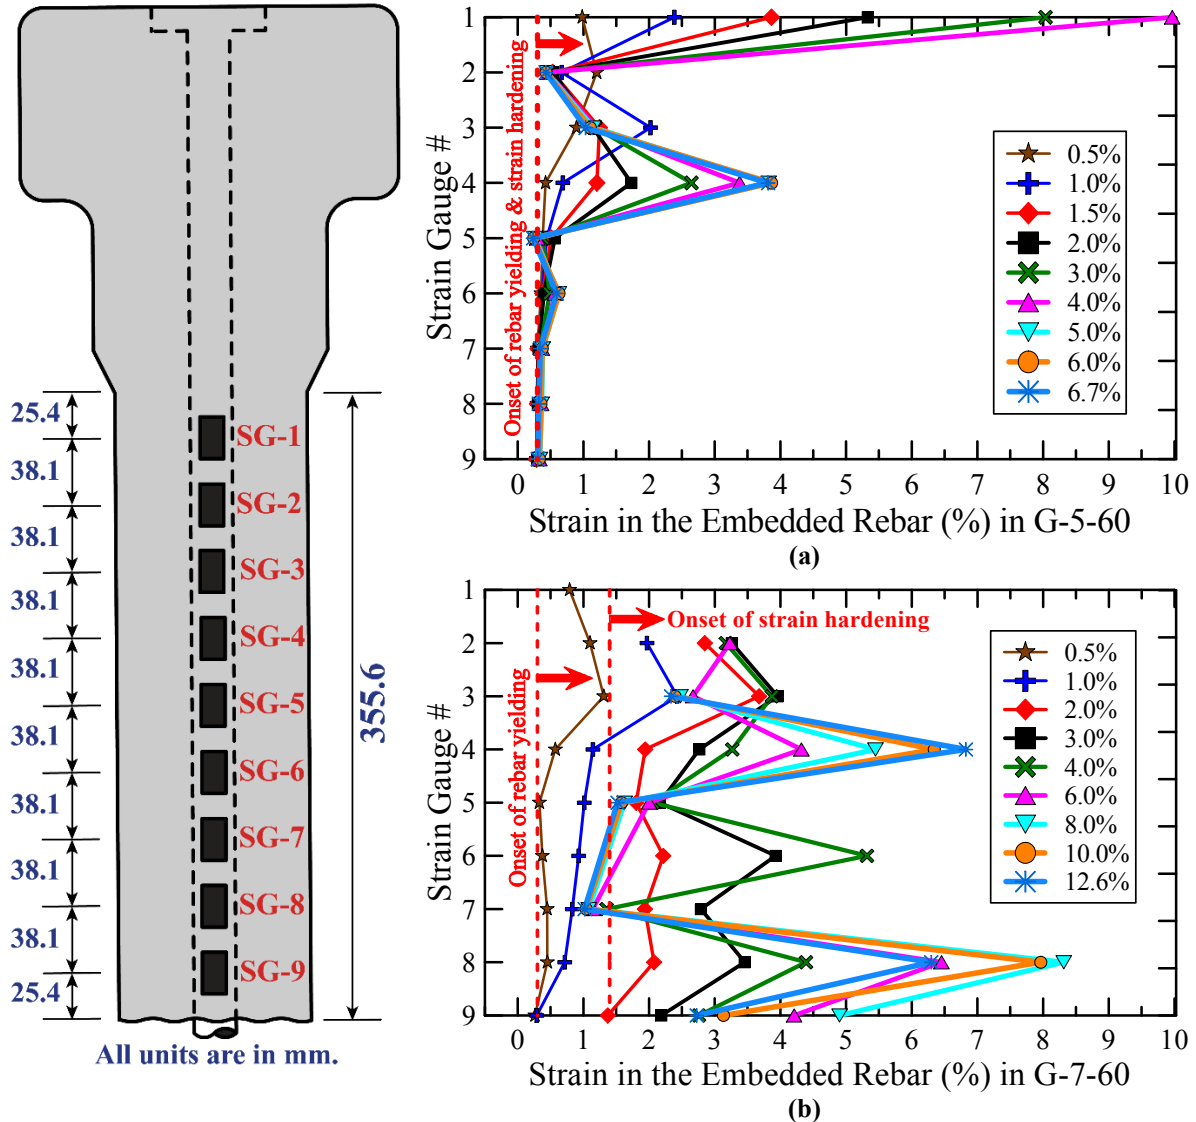 25.4
38.1
38.1
38.1
38.1
38.1
38.1
38.1
38.1
25.4
SG-1
SG-2
SG-3
SG-4
SG-5
SG-6
SG-7
SG-8
SG-9
355.6
All units are in mm.
Strain Gauge #
1
2
3
4
5
6
7
8
9
Onset of rebar yielding & strain hardening
0.5%
1.0%
1.5%
2.0%
3.0%
4.0%
5.0%
6.0%
6.7%
0 1 2 3 4 5 6 7 8 9 10
Strain in the Embedded Rebar (%) in G-5-60
(a)
Strain Gauge #
1
2
3
4
5
6
7
8
9
Onset of rebar yielding
Onset of strain hardening
0.5%
1.0%
2.0%
3.0%
4.0%
6.0%
8.0%
10.0%
12.6%
0 1 2 3 4 5 6 7 8 9 10
Strain in the Embedded Rebar (%) in G-7-60
(b)